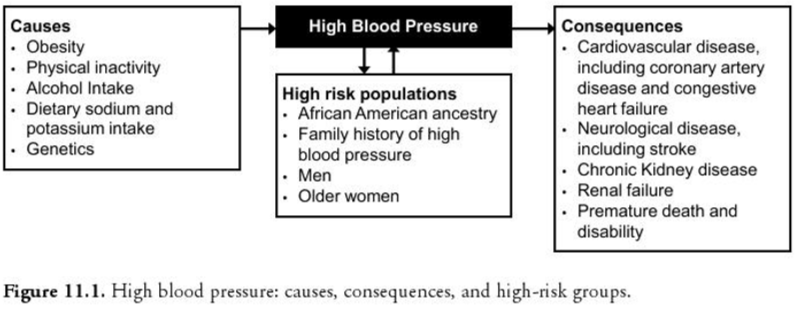 Causes
• Obesity
• Physical inactivity
• Alcohol Intake
• Dietary sodium and
potassium intake
• Genetics
High Blood Pressure
High risk populations
• African American ancestry
• Family history of high
blood pressure
• Men
• Older women
Consequences
• Cardiovascular disease,
including coronary artery
disease and congestive
heart failure
• Neurological disease,
including stroke
• Chronic Kidney disease
• Renal failure
• Premature death and
disability
Figure 11.1. High blood pressure: causes, consequences, and high-risk groups.